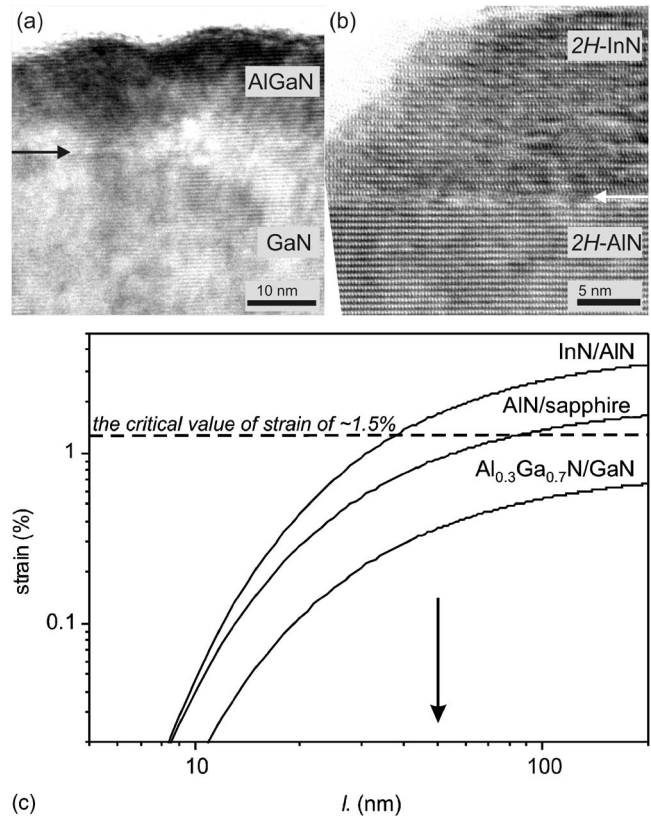 (a)
AlGaN
GaN
10 nm
(b)
2H-InN
2H-AlN
5 nm
InN/AlN
the critical value of strain of ~1.5%
AlN/sapphire
Al0.3Ga0.7N/GaN
1
0.1
strain (%)
10
100
(c)
l. (nm)